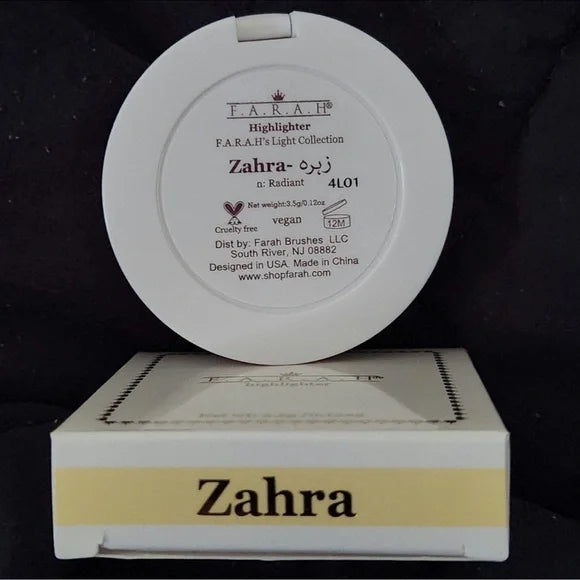 F.A.R.A.H®
Highlighter
F.A.R.A.H's Light Collection
Zahra- زهره
n: Radiant 4L01
Net weight:3.5g/0.12oz
Cruelty free
vegan
12M
Dist by: Farah Brushes LLC
South River, NJ 08882
Designed in USA. Made in China
www.shopfarah.com
F.A.R.A.H®
highlighter
Zahra